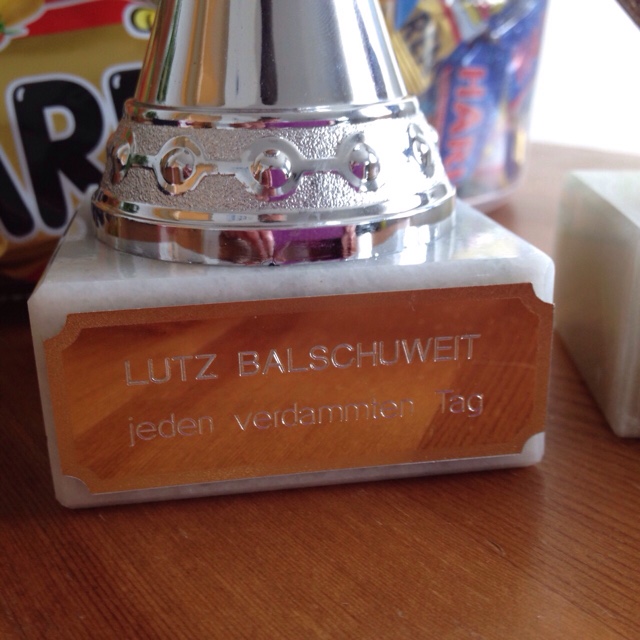 LUTZ BALSCHUWEIT
jeden verdammten Tag